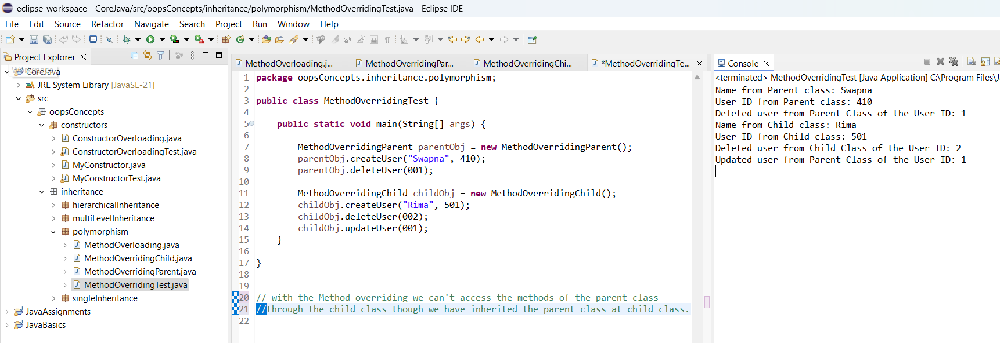 eclipse-workspace - CoreJava/src/oopsConcepts/inheritance/polymorphism/MethodOverridingTest.java - Eclipse IDE
File Edit Source Refactor Navigate Search Project Run Window Help
Project Explorer
CoreJava
JRE System Library [JavaSE-21]
src
oopsConcepts
constructors
ConstructorOverloading.java
ConstructorOverloadingTest.java
MyConstructor.java
MyConstructorTest.java
inheritance
hierarchicalInheritance
multiLevelInheritance
polymorphism
MethodOverloading.java
MethodOverridingChild.java
MethodOverridingParent.java
MethodOverridingTest.java
singleInheritance
JavaAssignments
JavaBasics
MethodOverloading.j... MethodOverridingPar... MethodOverridingChi... *MethodOverridingTe...
1 package oopsConcepts.inheritance.polymorphism;
2
3 public class MethodOverridingTest {
4
5 public static void main(String[] args) {
6
7 MethodOverridingParent parentObj = new MethodOverridingParent();
8 parentObj.createUser("Swapna", 410);
9 parentObj.deleteUser(001);
10
11 MethodOverridingChild childObj = new MethodOverridingChild();
12 childObj.createUser("Rima", 501);
13 childObj.deleteUser(002);
14 childObj.updateUser(001);
15 }
16
17 }
18
19
20 // with the Method overriding we can't access the methods of the parent class
21 //through the child class though we have inherited the parent class at child class.
22
Console
<terminated> MethodOverridingTest [Java Application] C:\Program Files\J
Name from Parent class: Swapna
User ID from Parent class: 410
Deleted user from Parent Class of the User ID: 1
Name from Child class: Rima
User ID from Child class: 501
Deleted user from Child Class of the User ID: 2
Updated user from Parent Class of the User ID: 1